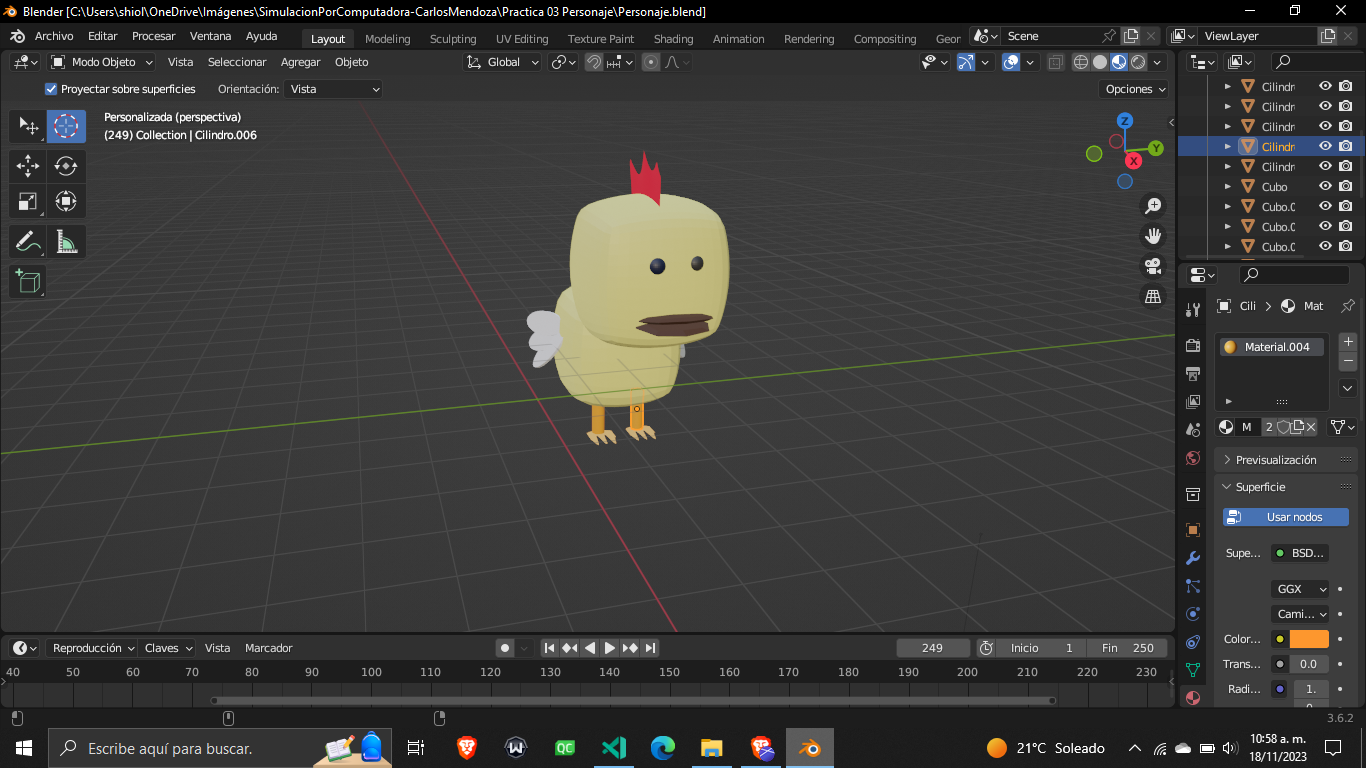 Blender [C:\Users\shiol\OneDrive\Imágenes\SimulacionPorComputadora-CarlosMendoza\Practica 03 Personaje\Personaje.blend]
Archivo Editar Procesar Ventana Ayuda Layout Modeling Sculpting UV Editing Texture Paint Shading Animation Rendering Compositing Geor Scene ViewLayer
Modo Objeto Vista Seleccionar Agregar Objeto Global
Proyectar sobre superficies Orientación: Vista Opciones
Personalizada (perspectiva)
(249) Collection | Cilindro.006
Z
Y
X
Cilindr
Cilindr
Cilindr
Cilindr
Cilindr
Cubo
Cubo.0
Cubo.0
Cubo.0
Cili > Mat
Material.004
M 2
Previsualización
Superficie
Usar nodos
Supe... BSD...
GGX
Cami...
Color...
Trans... 0.0
Radi... 1.
Reproducción Claves Vista Marcador 249 Inicio 1 Fin 250
40 50 60 70 80 90 100 110 120 130 140 150 160 170 180 190 200 210 220 230
3.6.2
Escribe aquí para buscar. QC 21°C Soleado 10:58 a. m.
18/11/2023